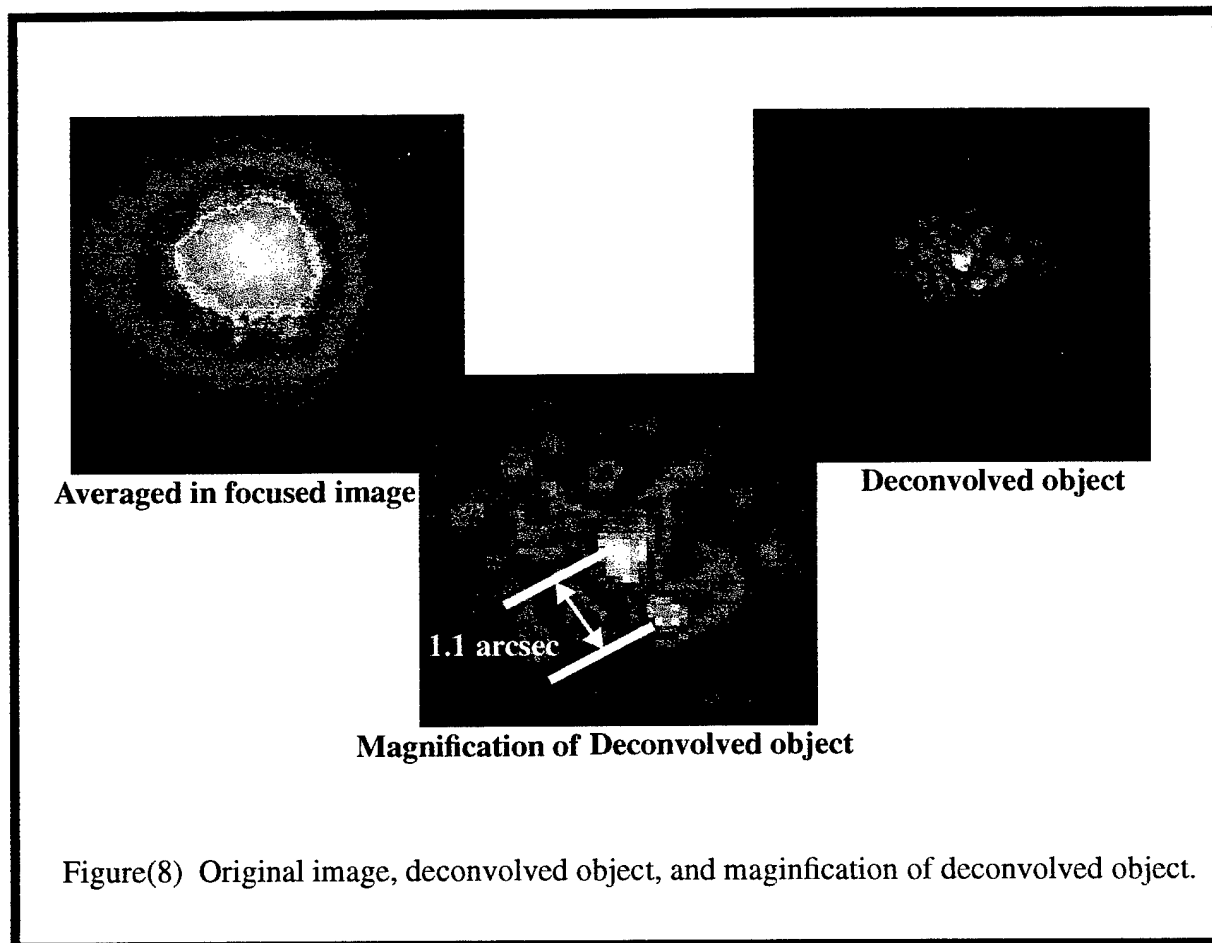 Averaged in focused image
Deconvolved object
1.1 arcsec
Magnification of Deconvolved object
Figure(8) Original image, deconvolved object, and maginfication of deconvolved object.